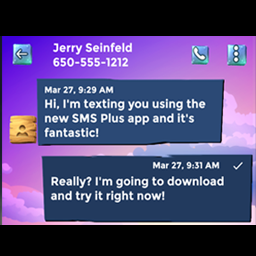 Jerry Seinfeld
650-555-1212
Mar 27, 9:29 AM
Hi, I'm texting you using the
new SMS Plus app and it's
fantastic!
Mar 27, 9:31 AM
Really? I'm going to download
and try it right now!